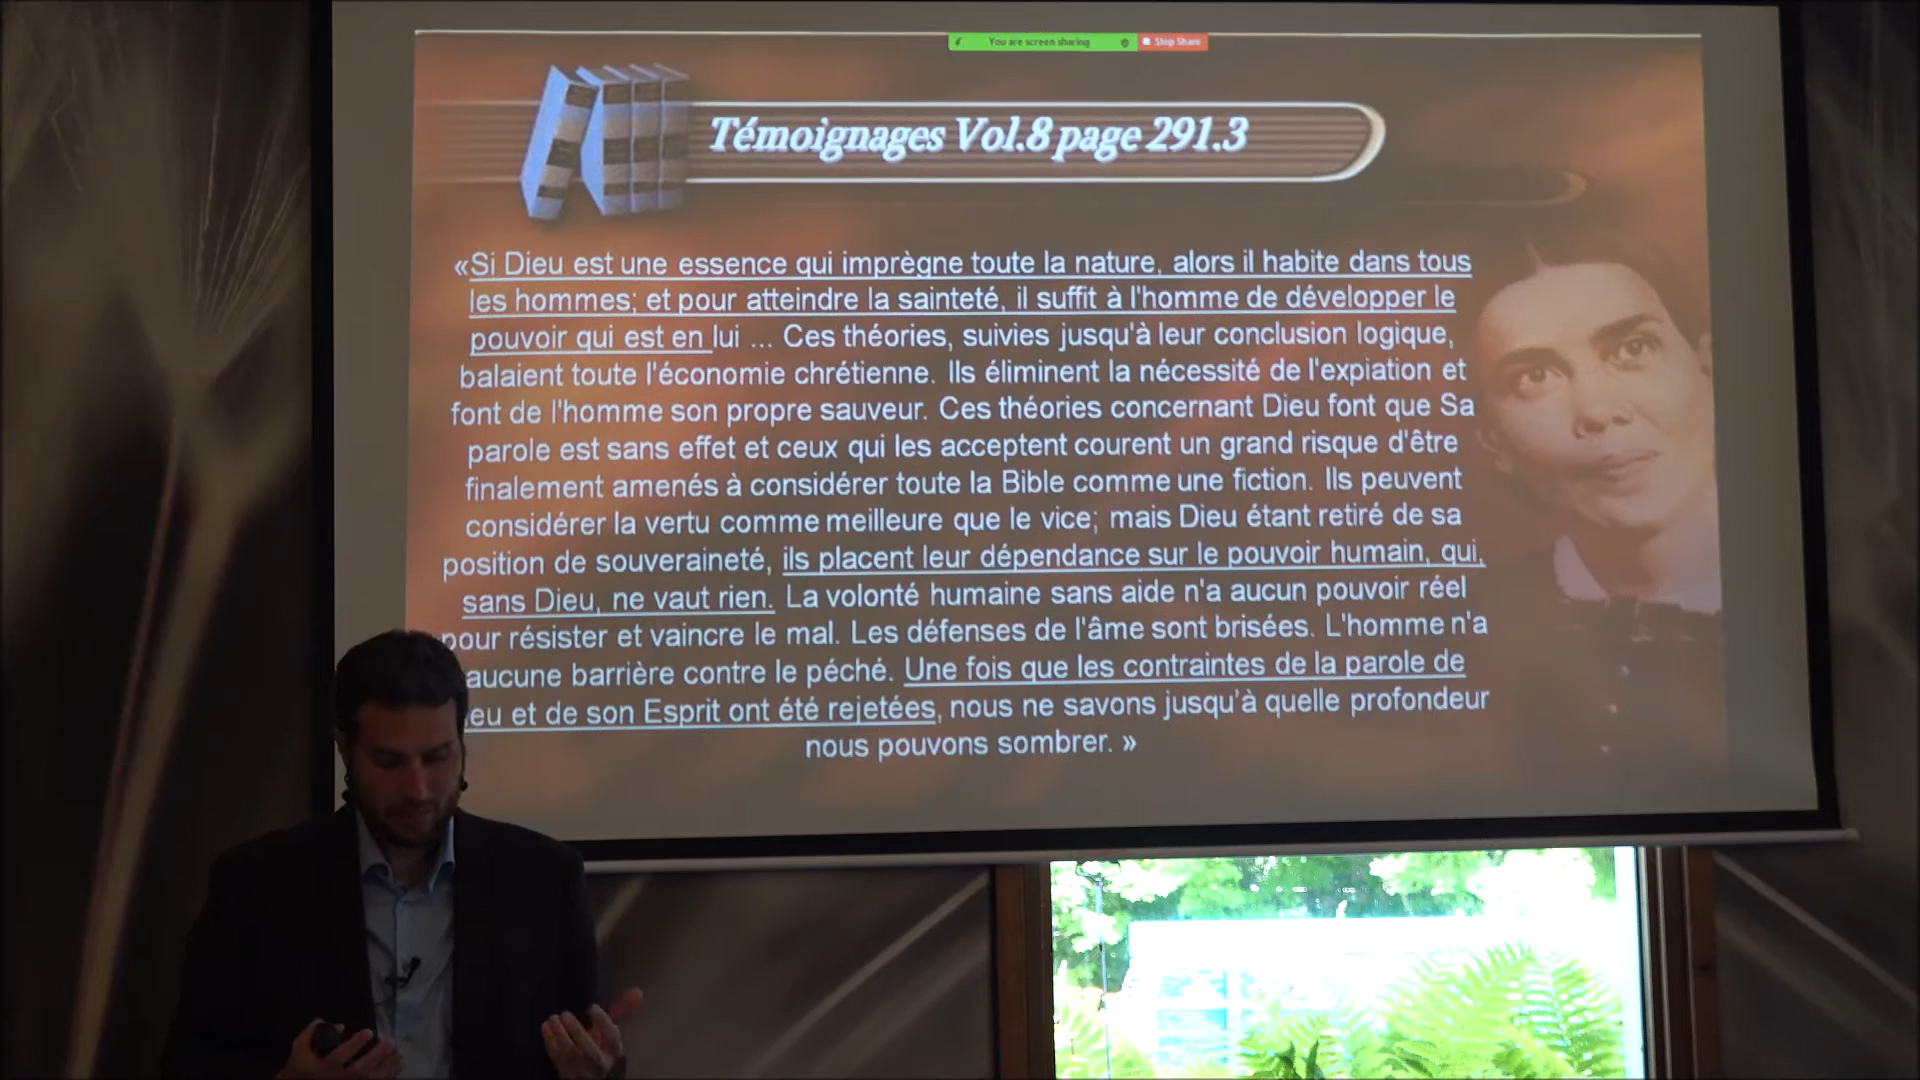 You are screen sharing Stop Share
Témoignages Vol.8 page 291.3
«Si Dieu est une essence qui imprègne toute la nature, alors il habite dans tous
les hommes; et pour atteindre la sainteté, il suffit à l'homme de développer le
pouvoir qui est en lui ... Ces théories, suivies jusqu'à leur conclusion logique,
balaient toute l'économie chrétienne. Ils éliminent la nécessité de l'expiation et
font de l'homme son propre sauveur. Ces théories concernant Dieu font que Sa
parole est sans effet et ceux qui les acceptent courent un grand risque d'être
finalement amenés à considérer toute la Bible comme une fiction. Ils peuvent
considérer la vertu comme meilleure que le vice; mais Dieu étant retiré de sa
position de souveraineté, ils placent leur dépendance sur le pouvoir humain, qui,
sans Dieu, ne vaut rien. La volonté humaine sans aide n'a aucun pouvoir réel
pour résister et vaincre le mal. Les défenses de l'âme sont brisées. L'homme n'a
aucune barrière contre le péché. Une fois que les contraintes de la parole de
ieu et de son Esprit ont été rejetées, nous ne savons jusqu'à quelle profondeur
nous pouvons sombrer. »